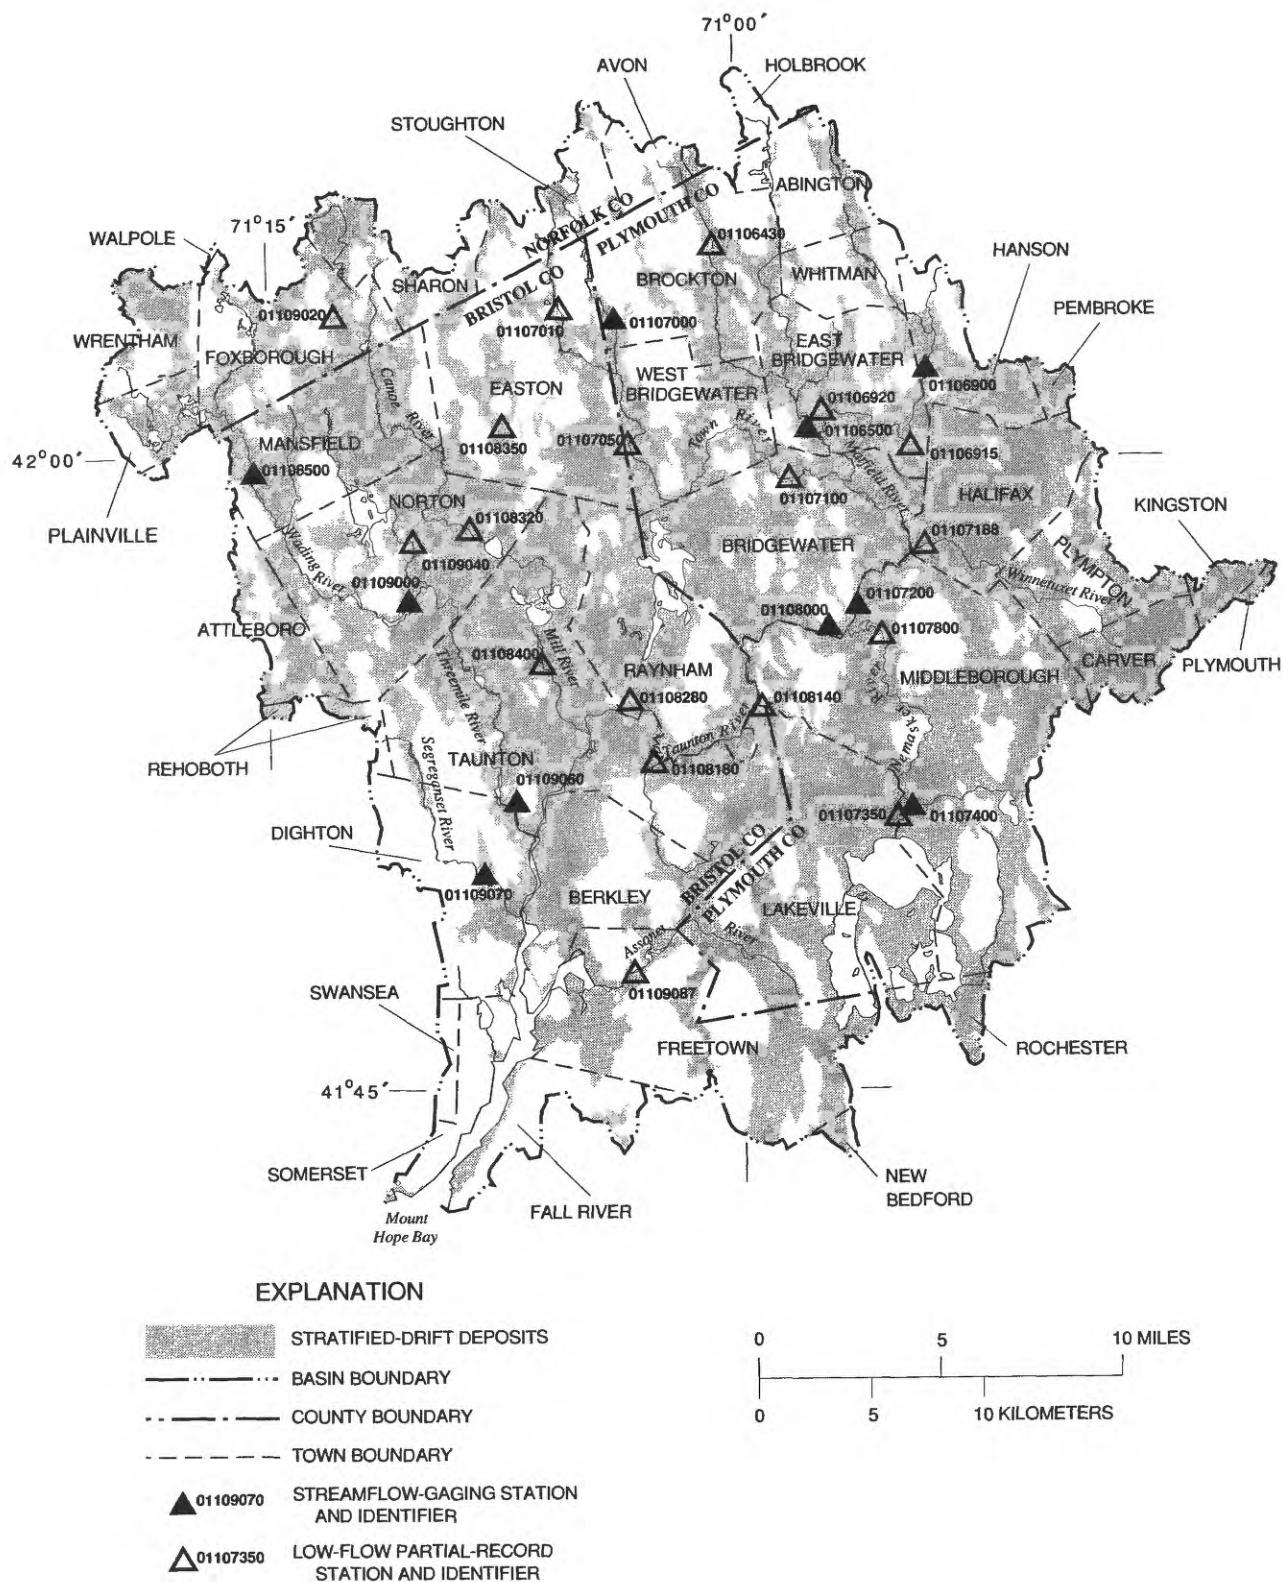 71°00´
AVON
HOLBROOK
STOUGHTON
ABINGTON
NORFOLK CO
PLYMOUTH CO
71°15´
WALPOLE
01106430
HANSON
SHARON
BRISTOL CO
BROCKTON
WHITMAN
PEMBROKE
01109020
01107010
01107000
WRENTHAM
FOXBOROUGH
EAST
BRIDGEWATER
WEST
BRIDGEWATER
01106900
Canoe River
EASTON
01106920
MANSFIELD
Town River
01106500
01108350
01107050
01106915
42°00´
01108500
Matfield River
01107100
HALIFAX
NORTON
KINGSTON
PLAINVILLE
01108320
01107188
Wading River
BRIDGEWATER
PLYMPTON
01109040
Winnetuxet River
01109000
01107200
01108000
ATTLEBORO
01107800
Threemile River
Mill River
01108400
RAYNHAM
MIDDLEBOROUGH
CARVER
PLYMOUTH
01108280
01108140
Nemasket River
Taunton River
REHOBOTH
Segreganset River
TAUNTON
01108180
01109060
01107350
01107400
DIGHTON
BRISTOL CO
PLYMOUTH CO
01109070
BERKLEY
LAKEVILLE
Assonet River
SWANSEA
01109087
FREETOWN
ROCHESTER
41°45´
SOMERSET
NEW
BEDFORD
FALL RIVER
Mount
Hope Bay
EXPLANATION
STRATIFIED-DRIFT DEPOSITS
BASIN BOUNDARY
COUNTY BOUNDARY
TOWN BOUNDARY
01109070 STREAMFLOW-GAGING STATION
AND IDENTIFIER
01107350 LOW-FLOW PARTIAL-RECORD
STATION AND IDENTIFIER
0 5 10 MILES
0 5 10 KILOMETERS